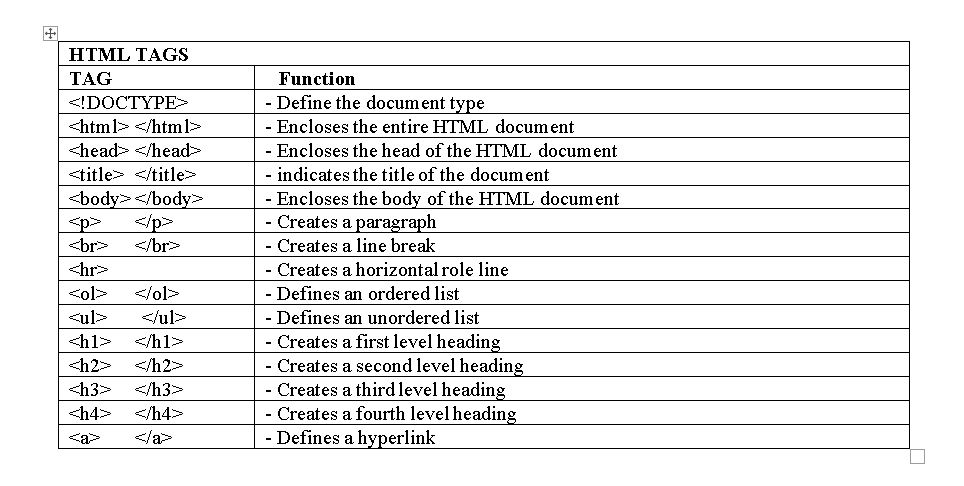 HTML TAGS
TAG Function
<!DOCTYPE> - Define the document type
<html> </html> - Encloses the entire HTML document
<head> </head> - Encloses the head of the HTML document
<title> </title> - indicates the title of the document
<body> </body> - Encloses the body of the HTML document
<p> </p> - Creates a paragraph
<br> </br> - Creates a line break
<hr> - Creates a horizontal role line
<ol> </ol> - Defines an ordered list
<ul> </ul> - Defines an unordered list
<h1> </h1> - Creates a first level heading
<h2> </h2> - Creates a second level heading
<h3> </h3> - Creates a third level heading
<h4> </h4> - Creates a fourth level heading
<a> </a> - Defines a hyperlink